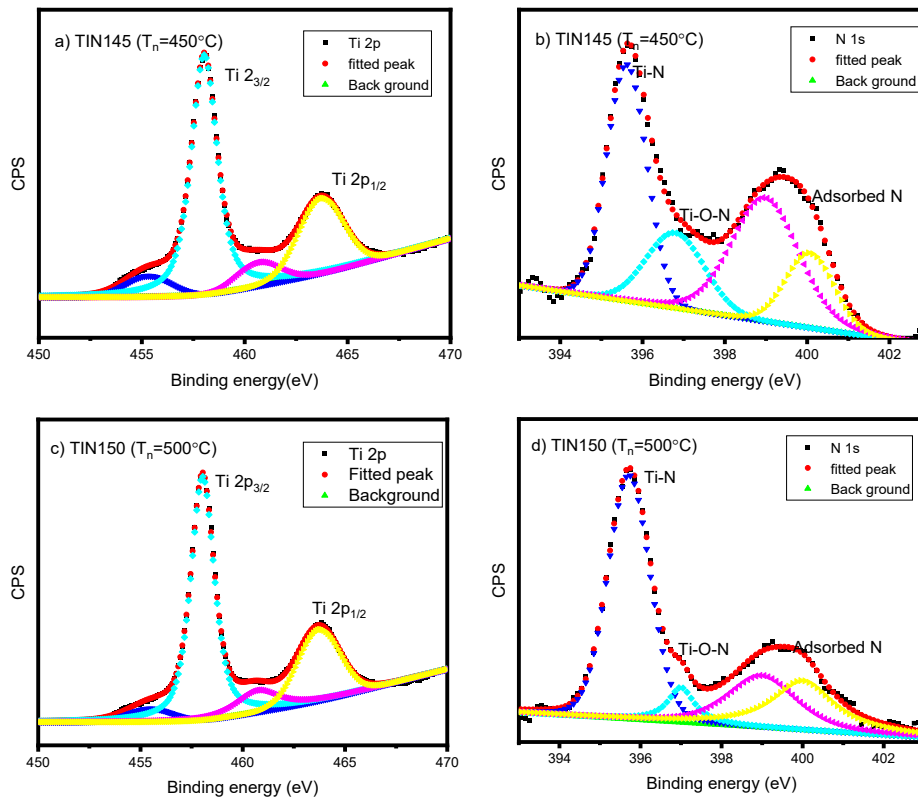 a) TIN145 (Tn=450°C)
Ti 2p
fitted peak
Back ground
Ti 23/2
Ti 2p1/2
CPS
450 455 460 465 470
Binding energy(eV)
b) TIN145 (Tn=450°C)
N 1s
fitted peak
Back ground
Ti-N
Ti-O-N
Adsorbed N
CPS
394 396 398 400 402
Binding energy (eV)
c) TIN150 (Tn=500°C)
Ti 2p
Fitted peak
Background
Ti 2p3/2
Ti 2p1/2
CPS
450 455 460 465 470
Binding energy (eV)
d) TIN150 (Tn=500°C)
N 1s
fitted peak
Back ground
Ti-N
Ti-O-N
Adsorbed N
CPS
394 396 398 400 402
Binding energy (eV)